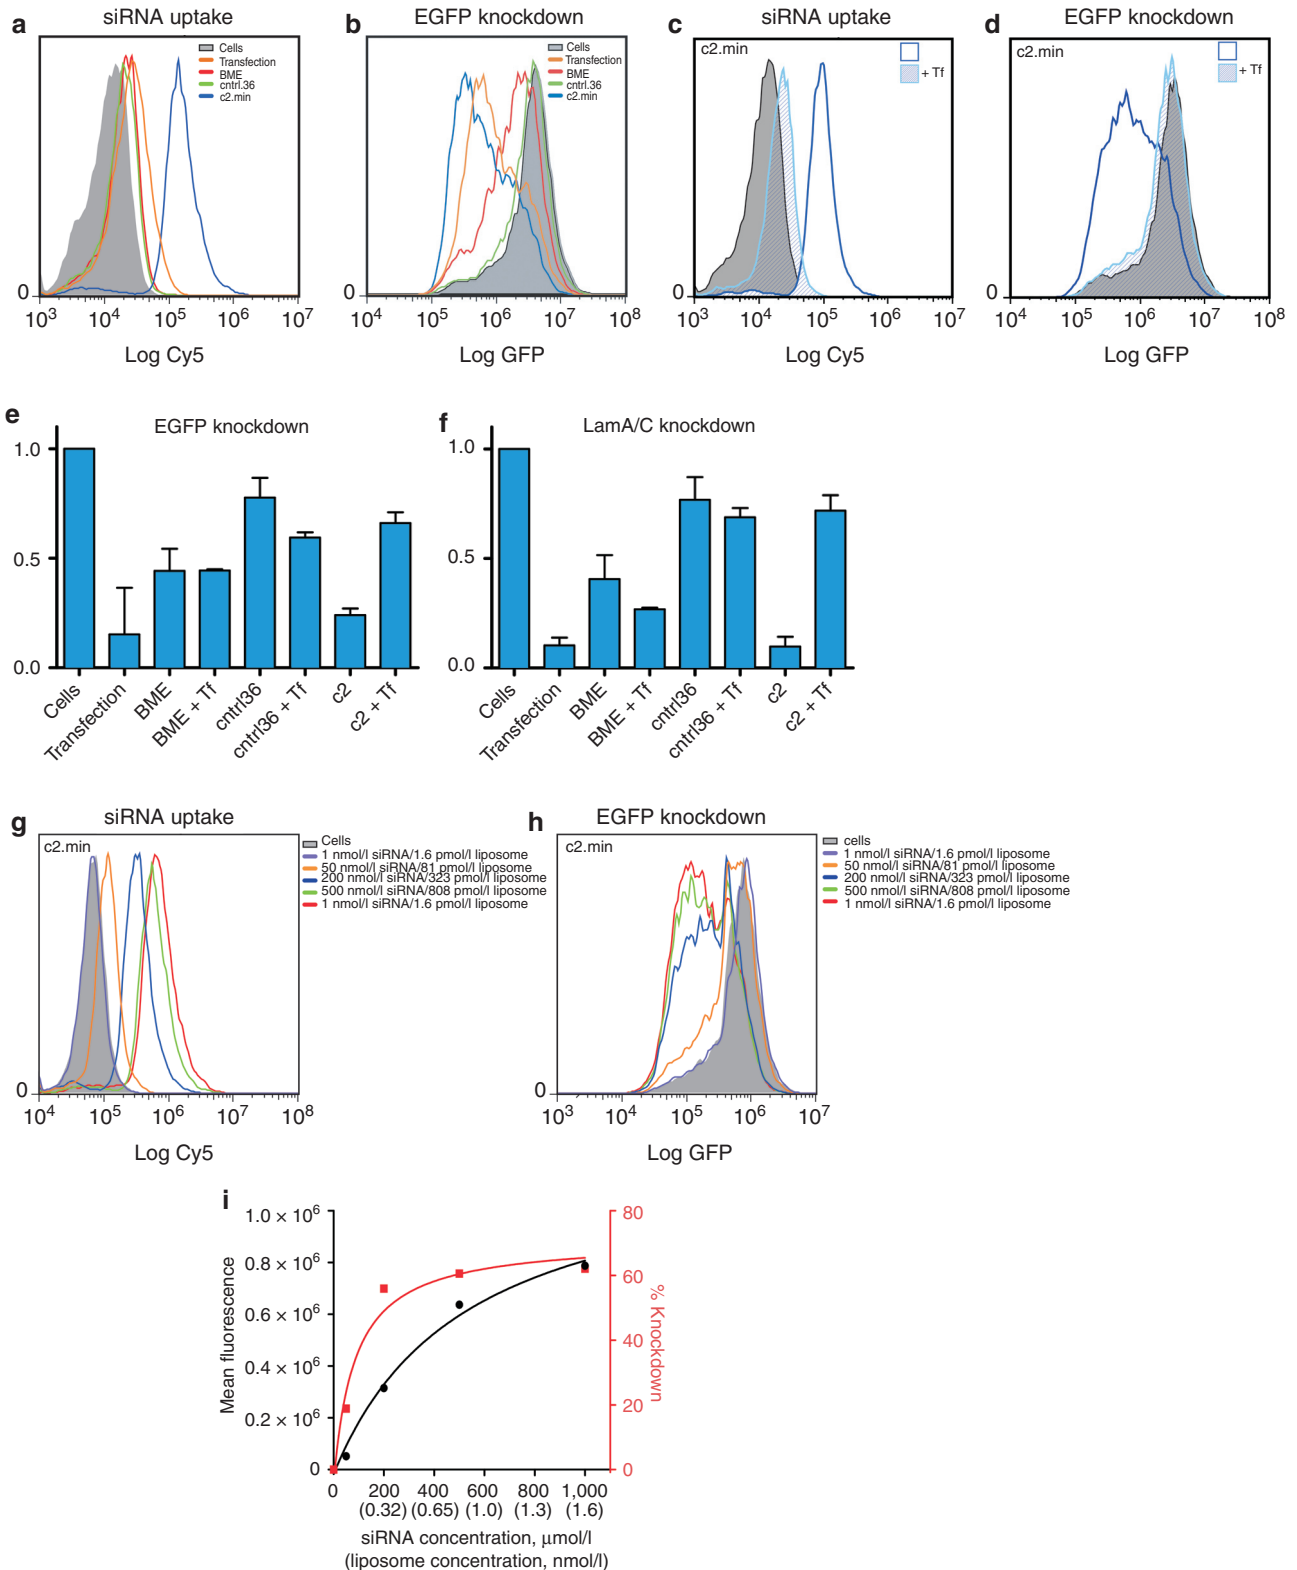 a
siRNA uptake
Cells
Transfection
BME
cntrl.36
c2.min
0
10³ 10⁴ 10⁵ 10⁶ 10⁷
Log Cy5
b
EGFP knockdown
Cells
Transfection
BME
cntrl.36
c2.min
0
10⁴ 10⁵ 10⁶ 10⁷ 10⁸
Log GFP
c
siRNA uptake
c2.min
+ Tf
0
10³ 10⁴ 10⁵ 10⁶ 10⁷
Log Cy5
d
EGFP knockdown
c2.min
+ Tf
0
10⁴ 10⁵ 10⁶ 10⁷ 10⁸
Log GFP
e
EGFP knockdown
1.0
0.5
0.0
Cells
Transfection
BME
BME + Tf
cntrl36
cntrl36 + Tf
c2
c2 + Tf
f
LamA/C knockdown
1.0
0.5
0.0
Cells
Transfection
BME
BME + Tf
cntrl36
cntrl36 + Tf
c2
c2 + Tf
g
siRNA uptake
c2.min
Cells
1 nmol/l siRNA/1.6 pmol/l liposome
50 nmol/l siRNA/81 pmol/l liposome
200 nmol/l siRNA/323 pmol/l liposome
500 nmol/l siRNA/808 pmol/l liposome
1 nmol/l siRNA/1.6 pmol/l liposome
0
10⁴ 10⁵ 10⁶ 10⁷ 10⁸
Log Cy5
h
EGFP knockdown
c2.min
cells
1 nmol/l siRNA/1.6 pmol/l liposome
50 nmol/l siRNA/81 pmol/l liposome
200 nmol/l siRNA/323 pmol/l liposome
500 nmol/l siRNA/808 pmol/l liposome
1 nmol/l siRNA/1.6 pmol/l liposome
0
10³ 10⁴ 10⁵ 10⁶ 10⁷
Log GFP
i
Mean fluorescence
1.0 × 10⁶
0.8 × 10⁶
0.6 × 10⁶
0.4 × 10⁶
0.2 × 10⁶
0
80
60
40
20
0
% Knockdown
0 200 400 600 800 1,000
(0.32) (0.65) (1.0) (1.3) (1.6)
siRNA concentration, μmol/l
(liposome concentration, nmol/l)